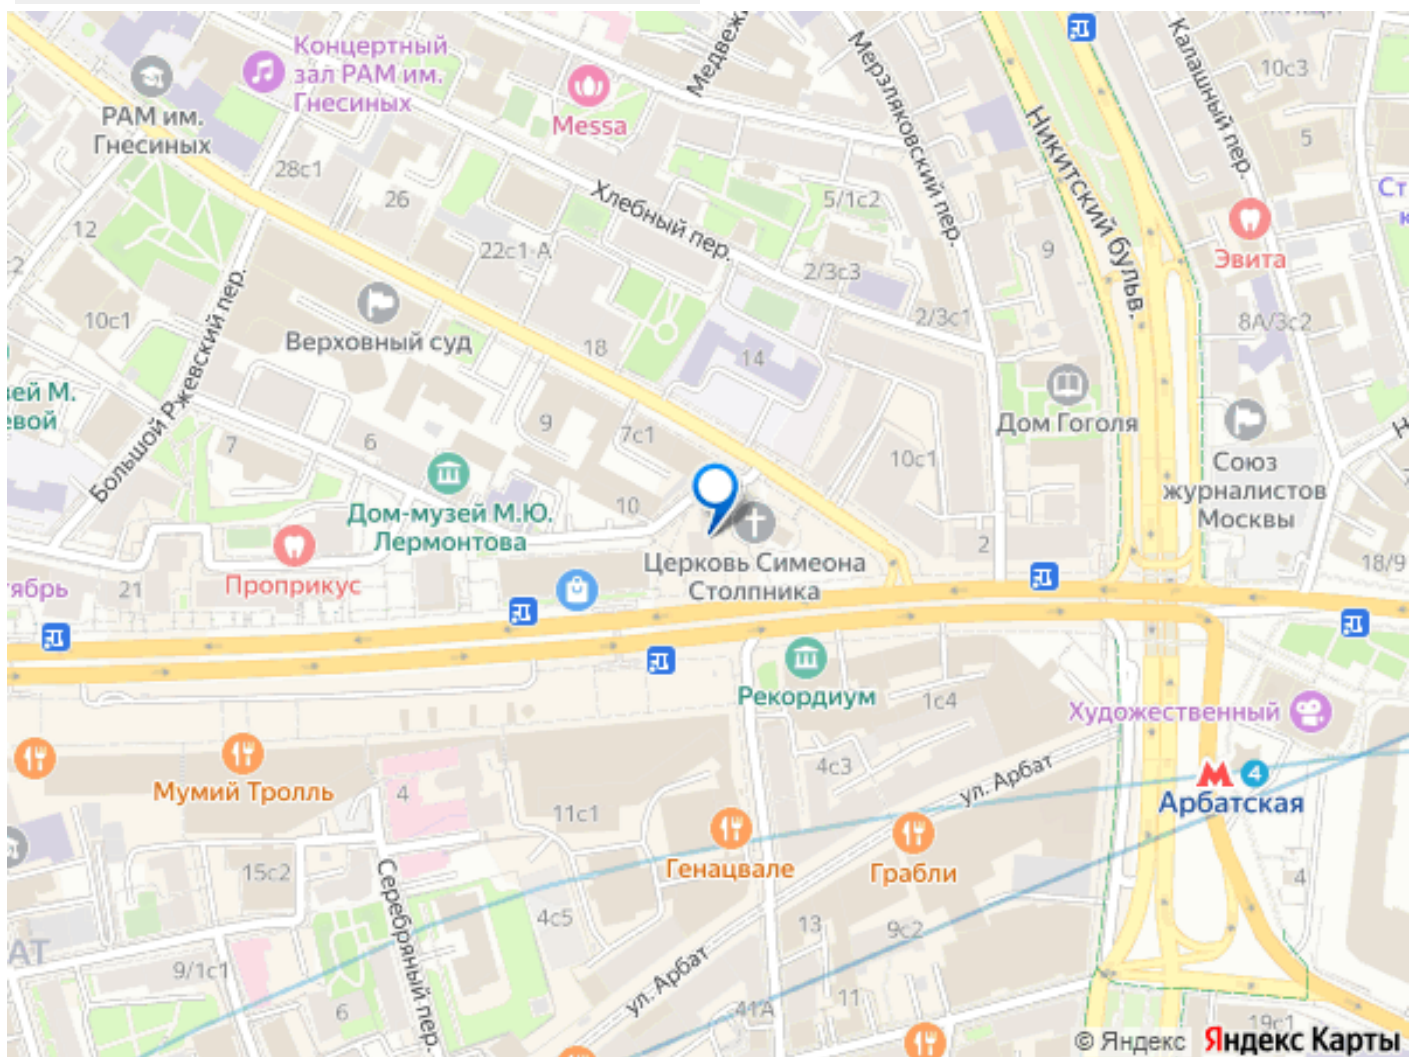 Концертный
зал РАМ им.
Гнесиных
РАМ им.
Гнесиных
Messa
Мерзляковский пер.
Калашный пер.
10с3
5
Никитский бульв.
28с1
26
Хлебный пер.
5/1с2
12
22с1-А
2/3с3
9
Эвита
Большой Ржевский пер.
10с1
Верховный суд
18
14
2/3с1
8А/3с2
Дом Гоголя
7
6
9
7с1
10с1
Союз
журналистов
Москвы
10
Дом-музей М.Ю.
Лермонтова
Проприкус
21
Церковь Симеона
Столпника
2
18/9
Рекордиум
1с4
Художественный
Мумий Тролль
4
4с3
ул. Арбат
4
Арбатская
11с1
Генацвале
Грабли
15с2
Серебряный пер.
4с5
13
9с2
4
9/1с1
6
ул. Арбат
41А
11
19с1
© Яндекс Яндекс Карты